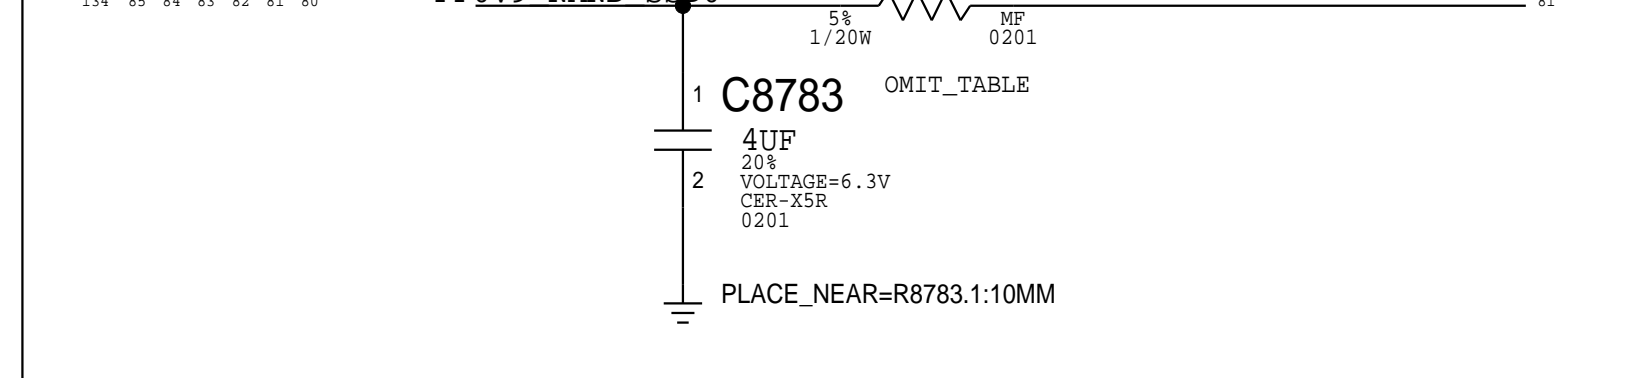 134 85 84 83 82 81 80
81
5%
MF
1/20W
0201
1
C8783
OMIT_TABLE
4UF
20%
2
VOLTAGE=6.3V
CER-X5R
0201
PLACE_NEAR=R8783.1:10MM